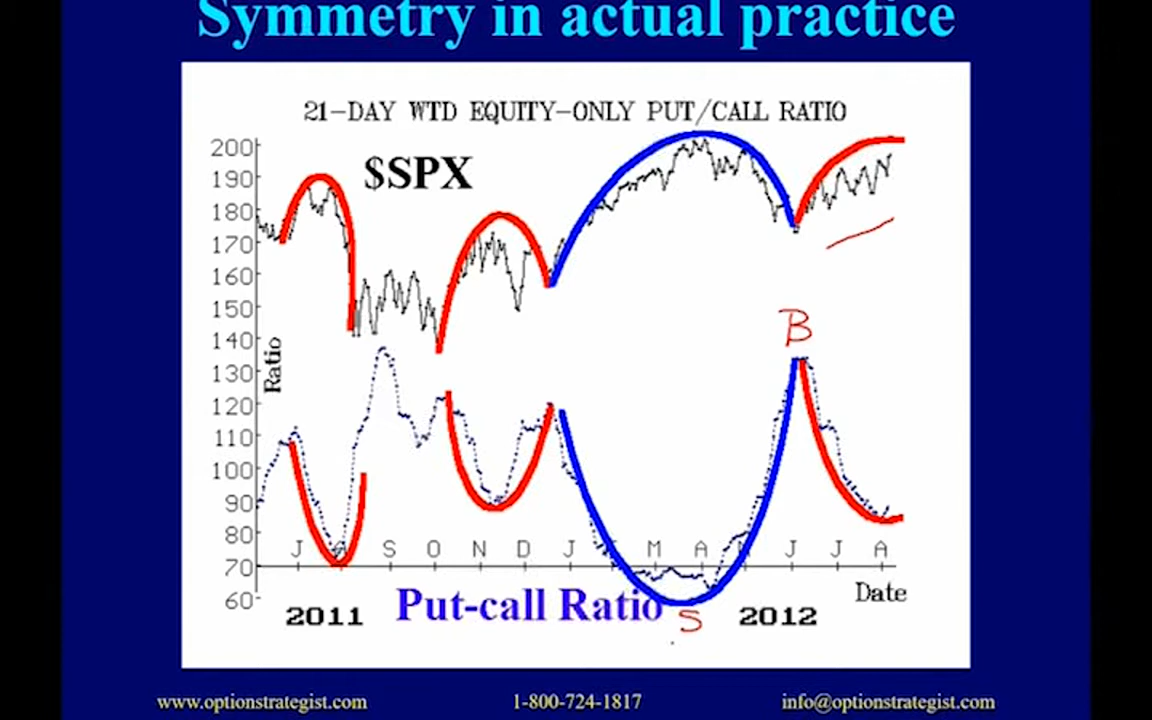 Symmetry in actual practice
21-DAY WTD EQUITY-ONLY PUT/CALL RATIO
$SPX
200
190
180
170
160
150
140
130
120
110
100
90
80
70
60
Ratio
B
J A S O N D J F M A M J J A
Date
2011 Put-call Ratio 2012
S
www.optionstrategist.com 1-800-724-1817 info@optionstrategist.com